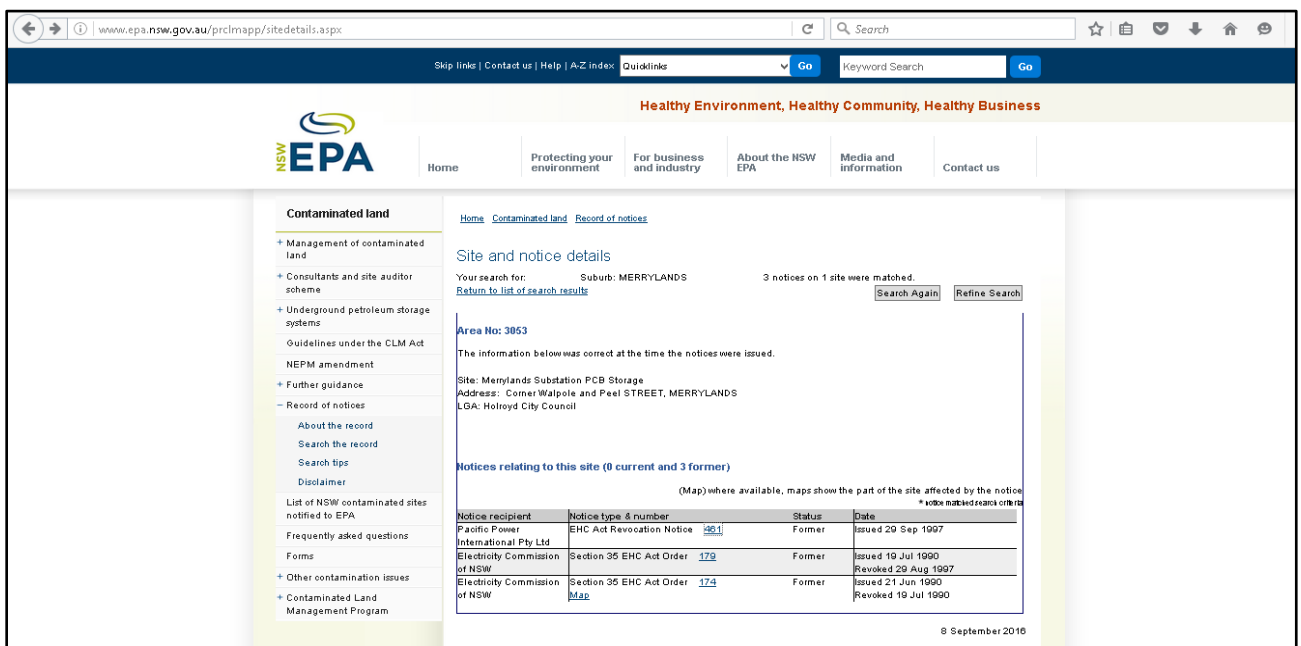 www.epa.nsw.gov.au/prclmapp/sitedetails.aspx
Search
Skip links | Contact us | Help | A-Z index Quicklinks Go Keyword Search Go
Healthy Environment, Healthy Community, Healthy Business
NSW EPA
Home
Protecting your environment
For business and industry
About the NSW EPA
Media and information
Contact us
Contaminated land
+ Management of contaminated
land
+ Consultants and site auditor
scheme
+ Underground petroleum storage
systems
Guidelines under the CLM Act
NEPM amendment
+ Further guidance
− Record of notices
About the record
Search the record
Search tips
Disclaimer
List of NSW contaminated sites
notified to EPA
Frequently asked questions
Forms
+ Other contamination issues
+ Contaminated Land
Management Program
Home Contaminated land Record of notices
Site and notice details
Your search for: Suburb: MERRYLANDS 3 notices on 1 site were matched.
Return to list of search results
Search Again Refine Search
Area No: 3053
The information below was correct at the time the notices were issued.
Site: Merrylands Substation PCB Storage
Address: Corner Walpole and Peel STREET, MERRYLANDS
LGA: Holroyd City Council
Notices relating to this site (0 current and 3 former)
(Map) where available, maps show the part of the site affected by the notice
* notice matched search criteria
Notice recipient Notice type & number Status Date
Pacific Power EHC Act Revocation Notice 461 Former Issued 29 Sep 1997
International Pty Ltd
Electricity Commission Section 35 EHC Act Order 179 Former Issued 19 Jul 1990
of NSW Revoked 29 Aug 1997
Electricity Commission Section 35 EHC Act Order 174 Former Issued 21 Jun 1990
of NSW Map Revoked 19 Jul 1990
8 September 2016